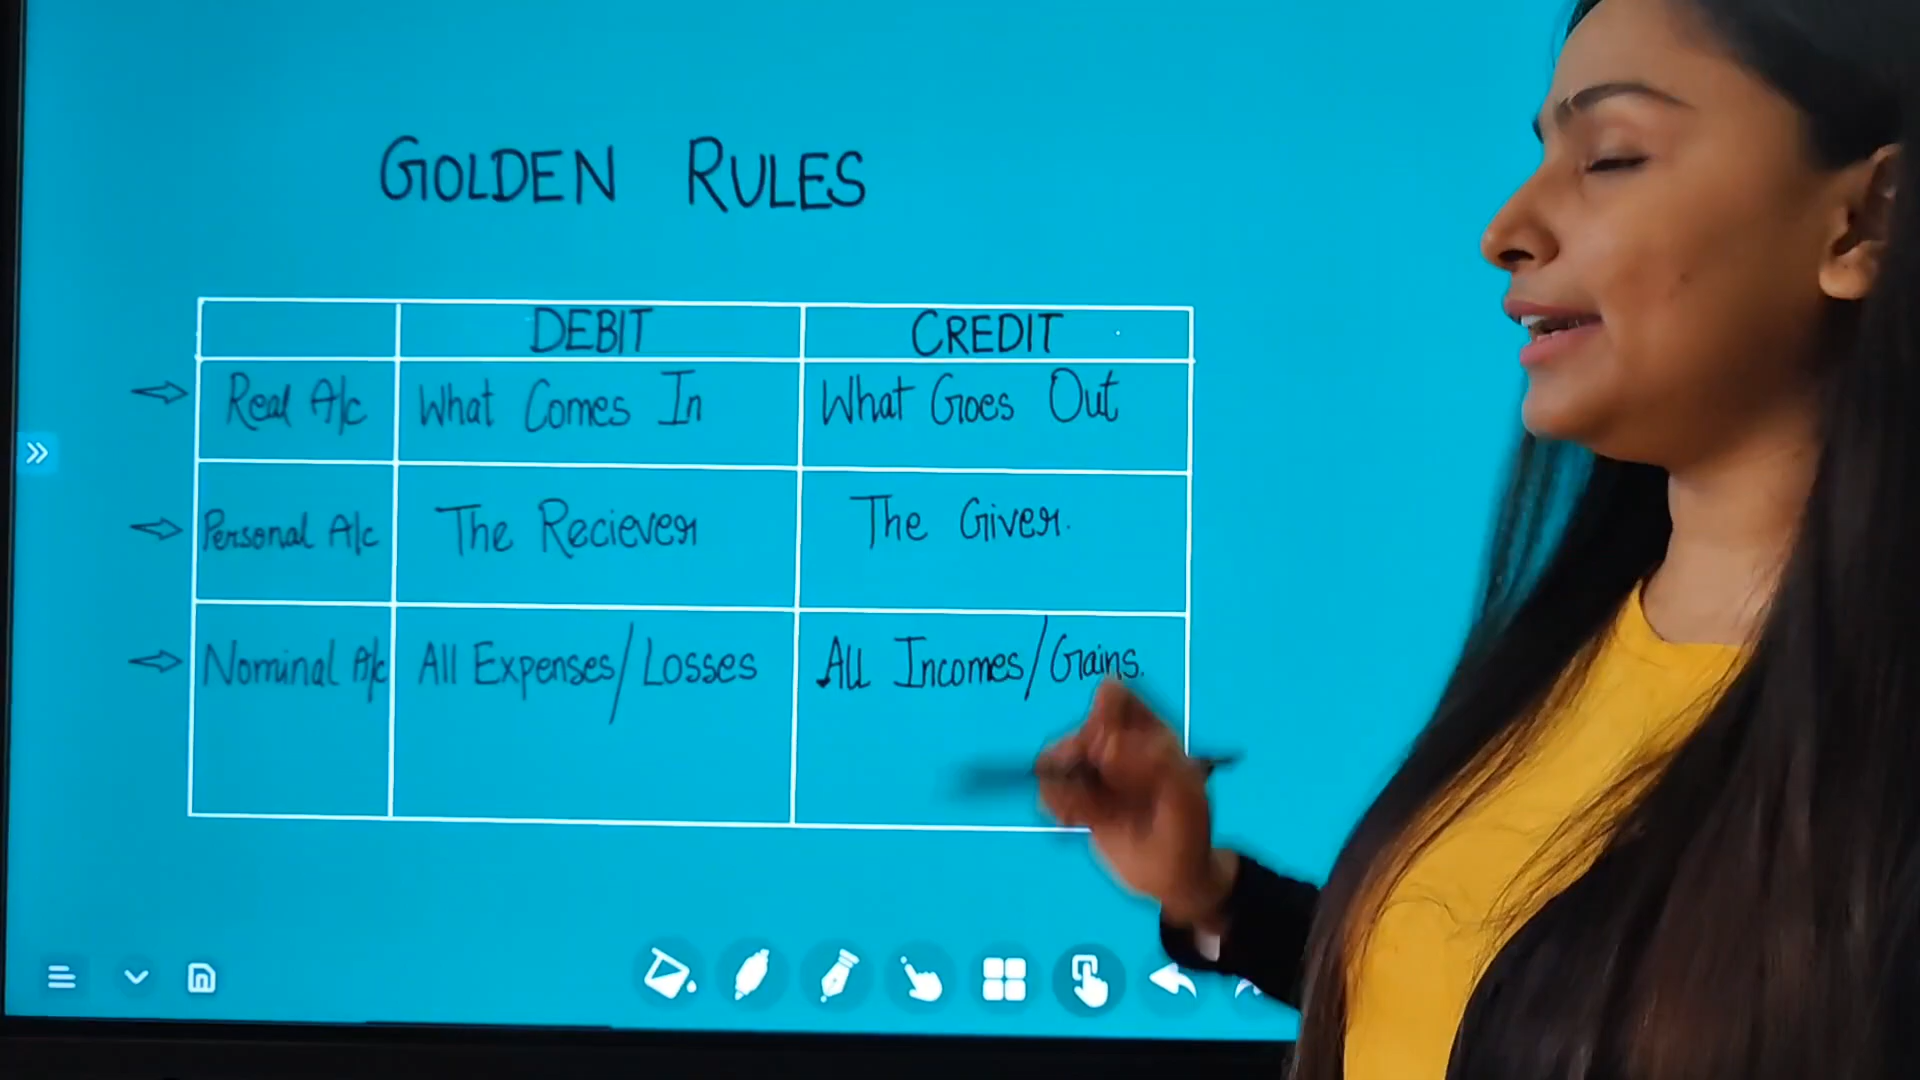 GOLDEN RULES
DEBIT CREDIT
Real A/c What Comes In What Goes Out
Personal A/c The Reciever The Giver.
Nominal A/c All Expenses/Losses All Incomes/Gains.